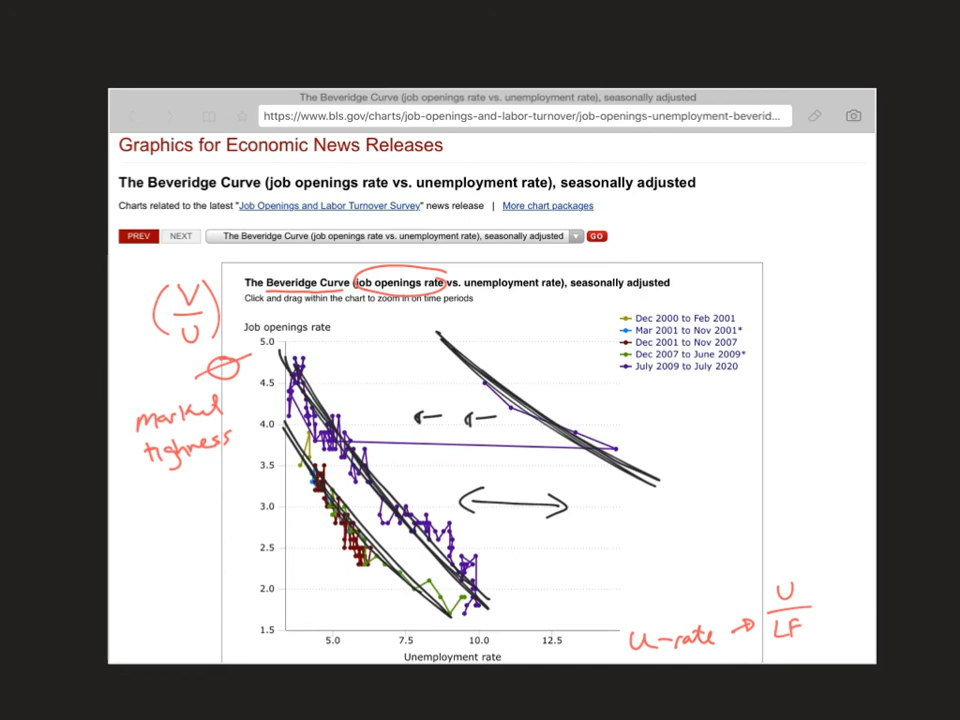 The Beveridge Curve (job openings rate vs. unemployment rate), seasonally adjusted
https://www.bls.gov/charts/job-openings-and-labor-turnover/job-openings-unemployment-beverid...
Graphics for Economic News Releases
The Beveridge Curve (job openings rate vs. unemployment rate), seasonally adjusted
Charts related to the latest "Job Openings and Labor Turnover Survey" news release | More chart packages
PREV NEXT The Beveridge Curve (job openings rate vs. unemployment rate), seasonally adjusted GO
The Beveridge Curve (job openings rate vs. unemployment rate), seasonally adjusted
Click and drag within the chart to zoom in on time periods
Job openings rate
Dec 2000 to Feb 2001
Mar 2001 to Nov 2001*
Dec 2001 to Nov 2007
Dec 2007 to June 2009*
July 2009 to July 2020
5.0
4.5
4.0
3.5
3.0
2.5
2.0
1.5
5.0 7.5 10.0 12.5
Unemployment rate
(V
U)
θ
market
tighness
U-rate → U
LF